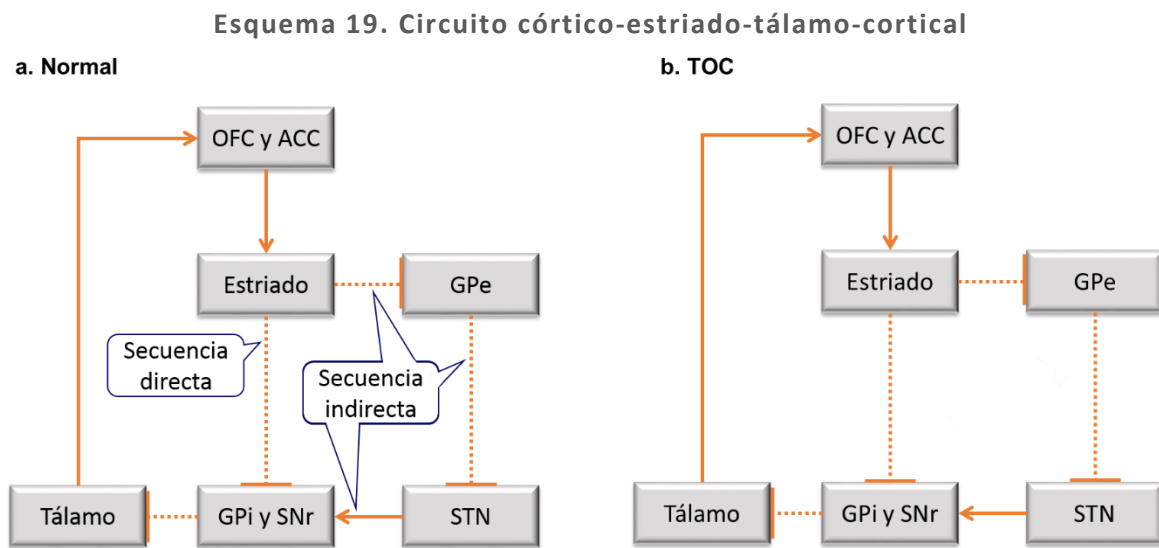 Esquema 19. Circuito córtico-estriado-tálamo-cortical
a. Normal
OFC y ACC
Estriado
GPe
Secuencia
directa
Secuencia
indirecta
Tálamo
GPi y SNr
STN
b. TOC
OFC y ACC
Estriado
GPe
Tálamo
GPi y SNr
STN